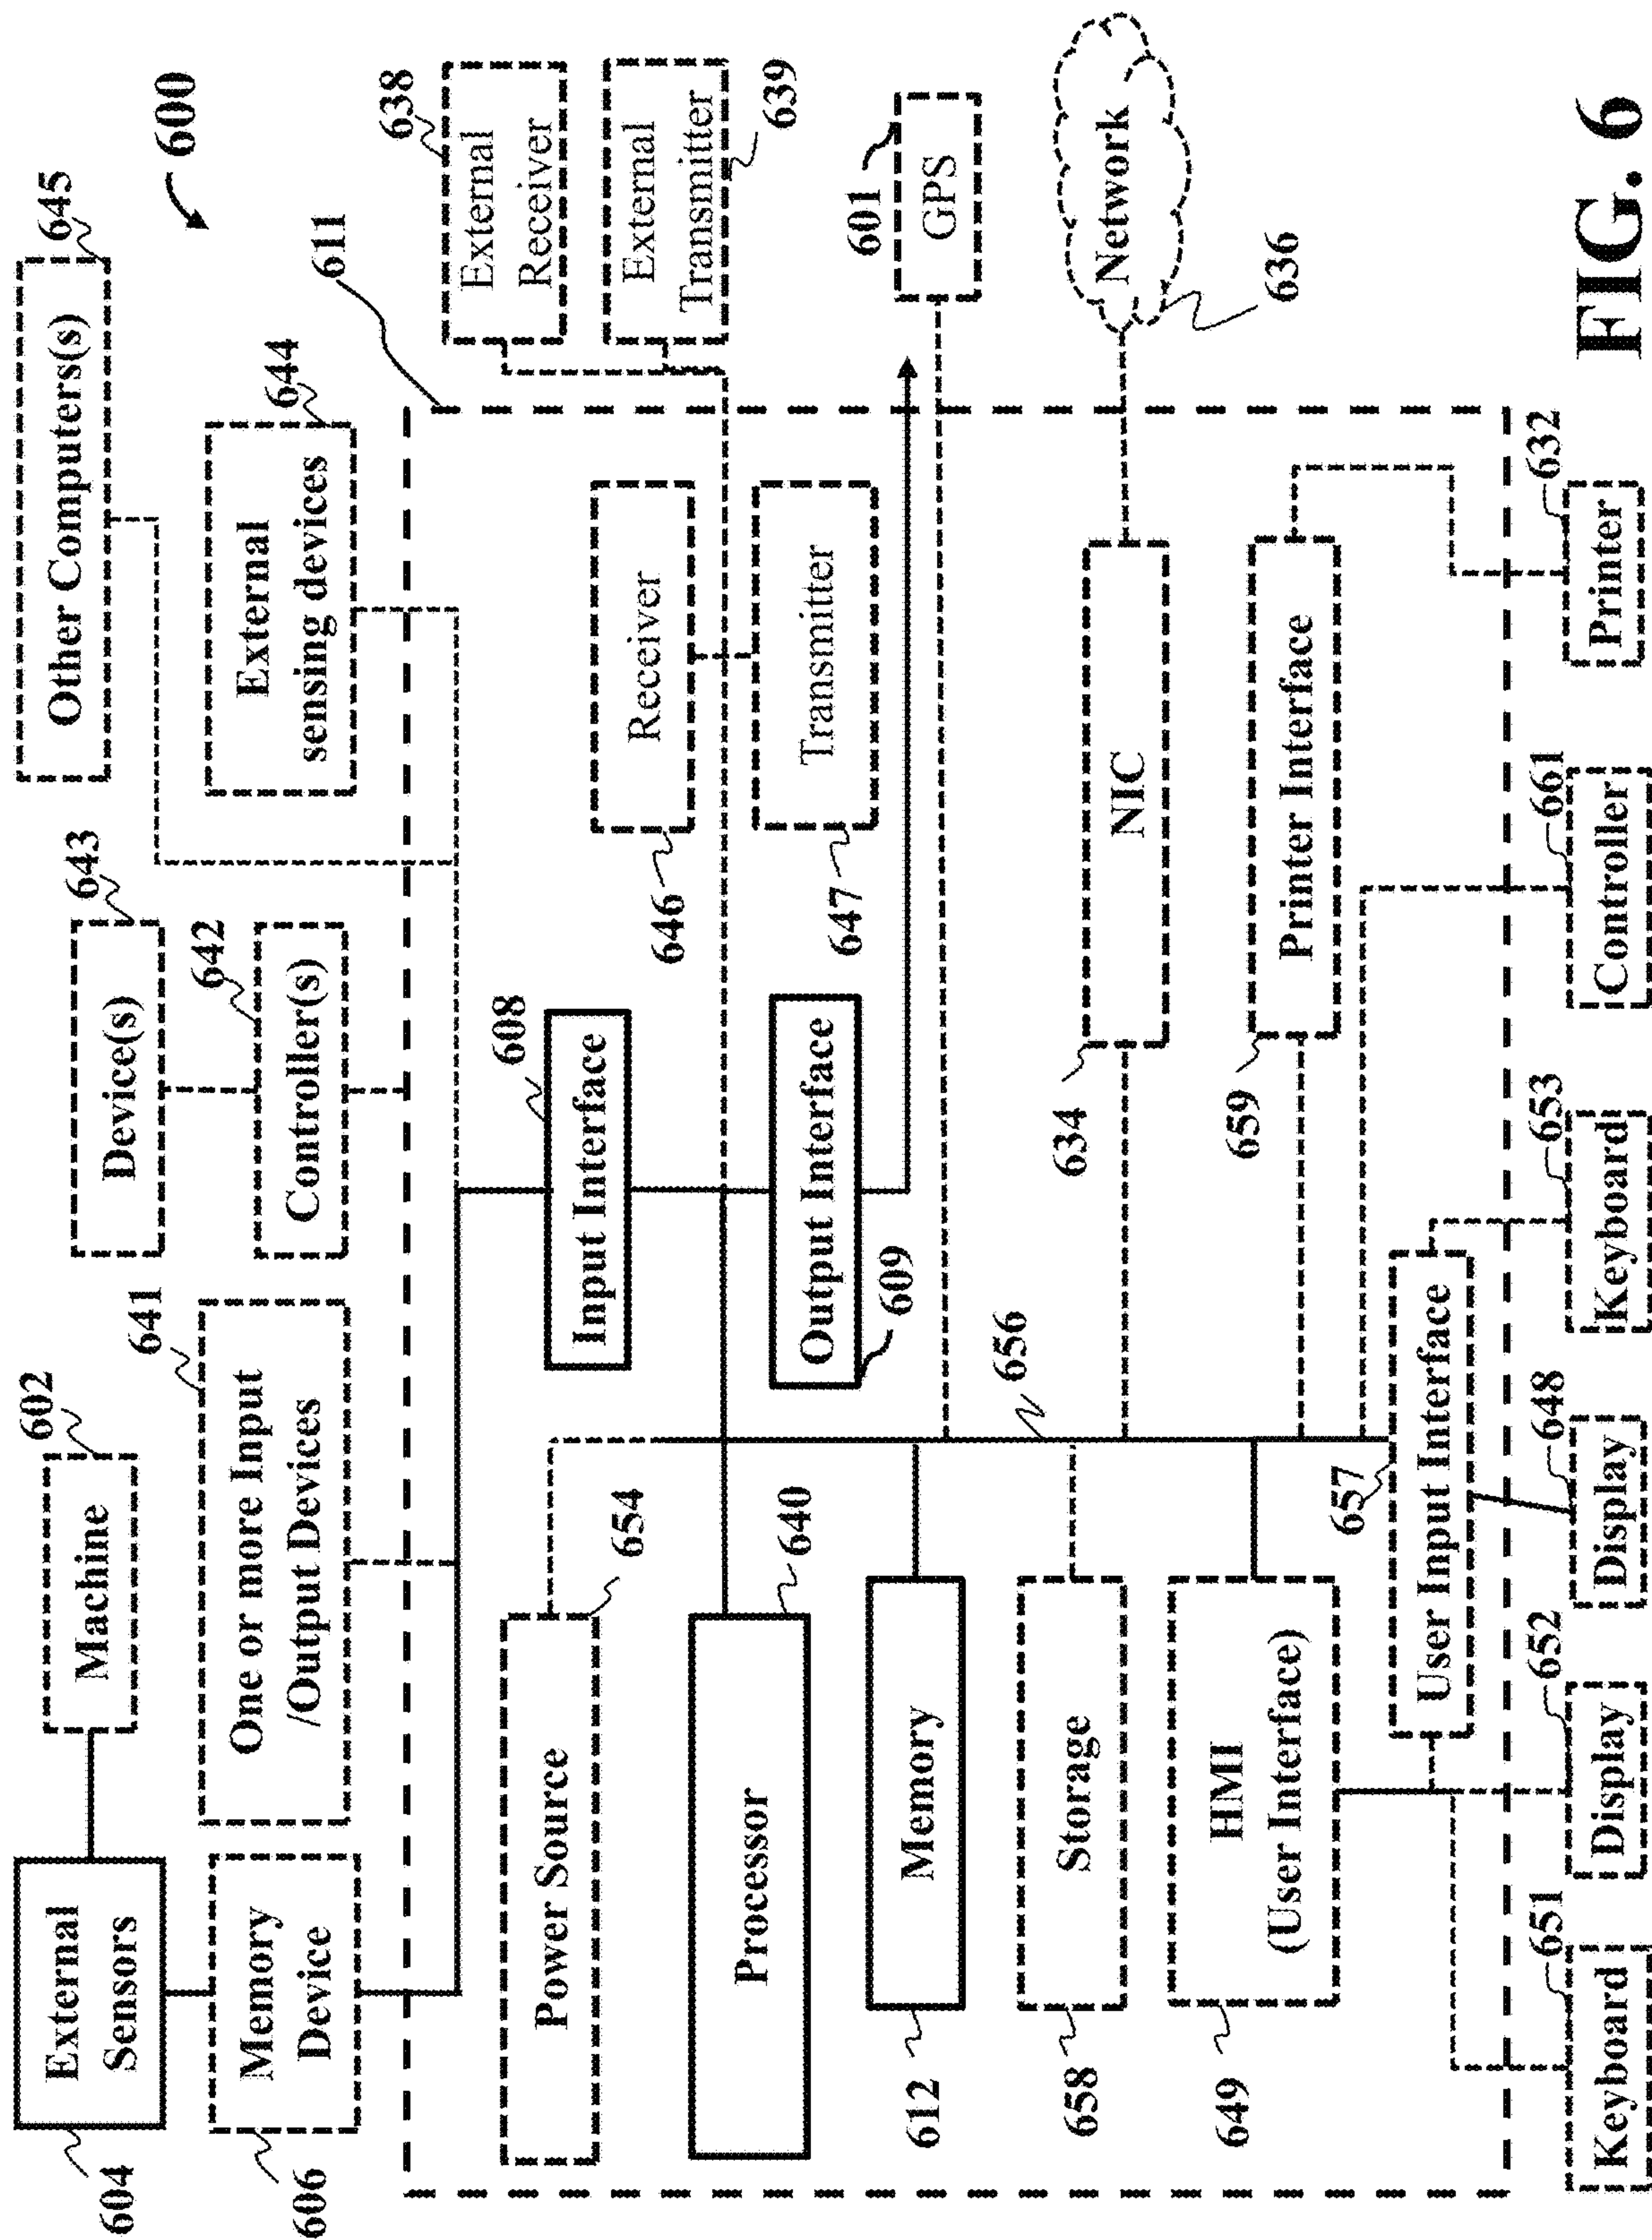 600
604
External
Sensors
602
Machine
643
Device(s)
645
Other Computers(s)
606
Memory
Device
641
One or more Input
/Output Devices
642
Controller(s)
644
External
sensing devices
611
638
External
Receiver
639
External
Transmitter
654
Power Source
608
Input Interface
646
Receiver
640
Processor
609
Output Interface
647
Transmitter
601
GPS
612
Memory
656
634
NIC
636
Network
658
Storage
659
Printer Interface
649
HMI
(User Interface)
657
User Input Interface
651
Keyboard
652
Display
648
Display
653
Keyboard
661
Controller
632
Printer
FIG. 6